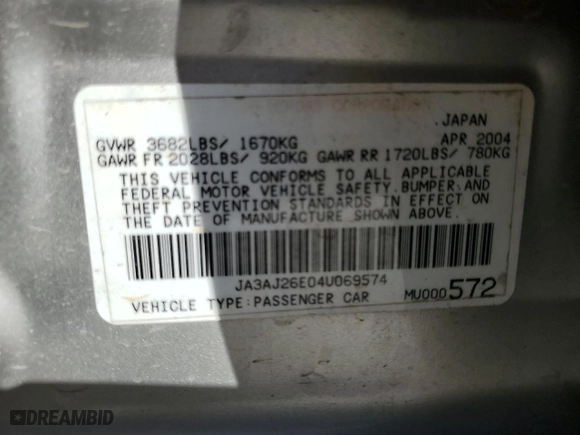 JAPAN
GVWR 3682LBS/ 1670KG APR 2004
GAWR FR 2028LBS/ 920KG GAWR RR 1720LBS/ 780KG
THIS VEHICLE CONFORMS TO ALL APPLICABLE
FEDERAL MOTOR VEHICLE SAFETY, BUMPER, AND
THEFT PREVENTION STANDARDS IN EFFECT ON
THE DATE OF MANUFACTURE SHOWN ABOVE.
JA3AJ26E04U069574
VEHICLE TYPE:PASSENGER CAR MU000572
DREAMBID